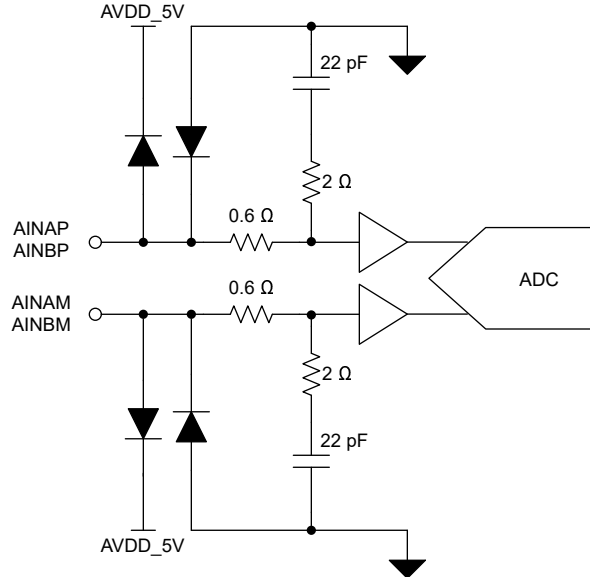 AVDD_5V
22 pF
2 Ω
AINAP
AINBP
0.6 Ω
ADC
AINAM
AINBM
0.6 Ω
2 Ω
22 pF
AVDD_5V